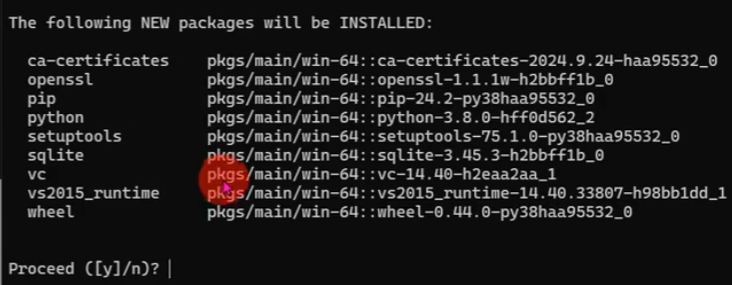 The following NEW packages will be INSTALLED:
ca-certificates pkgs/main/win-64::ca-certificates-2024.9.24-haa95532_0
openssl pkgs/main/win-64::openssl-1.1.1w-h2bbff1b_0
pip pkgs/main/win-64::pip-24.2-py38haa95532_0
python pkgs/main/win-64::python-3.8.0-hff0d562_2
setuptools pkgs/main/win-64::setuptools-75.1.0-py38haa95532_0
sqlite pkgs/main/win-64::sqlite-3.45.3-h2bbff1b_0
vc pkgs/main/win-64::vc-14.40-h2eaa2aa_1
vs2015_runtime pkgs/main/win-64::vs2015_runtime-14.40.33807-h98bb1dd_1
wheel pkgs/main/win-64::wheel-0.44.0-py38haa95532_0
Proceed ([y]/n)?